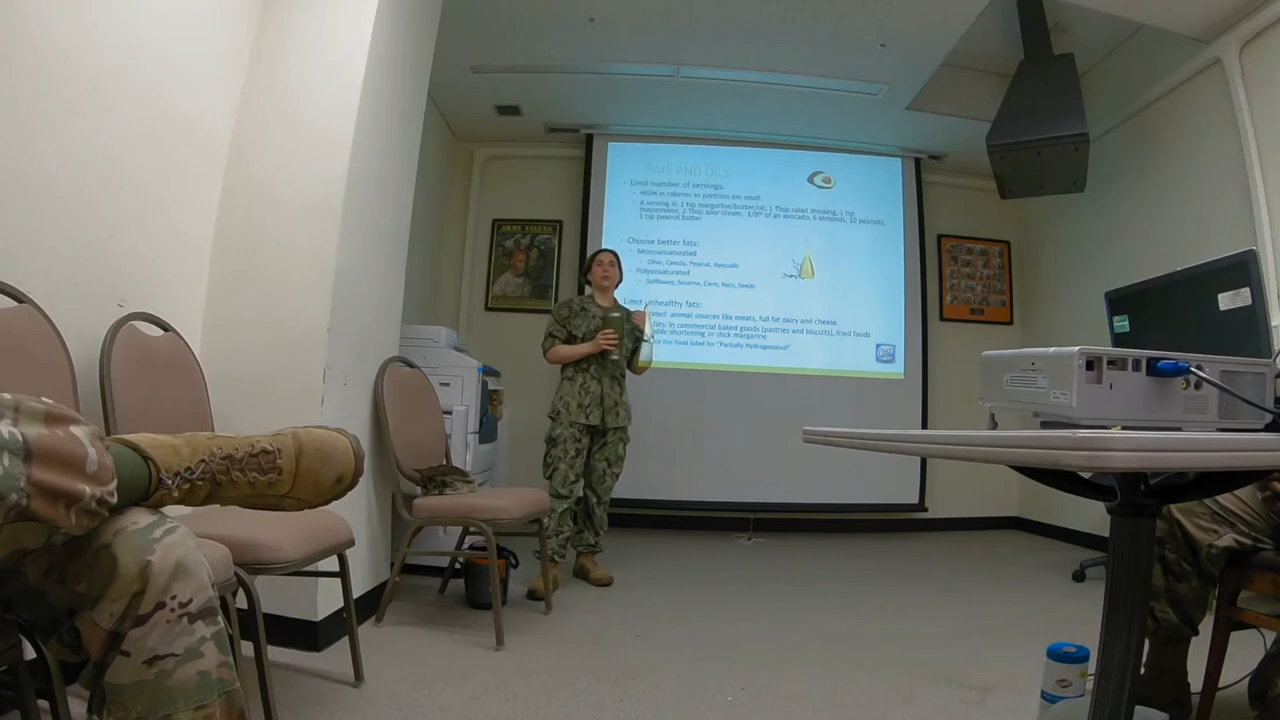 FATS AND OILS
Limit number of servings.
HIGH in calories so portions are small.
A serving is: 1 tsp margarine/butter/oil, 1 Tbsp salad dressing, 1 tsp
mayonnaise, 2 Tbsp sour cream, 1/8th of an avocado, 6 almonds, 10 peanuts,
1 tsp peanut butter
Choose better fats:
Monounsaturated
Olive, Canola, Peanut, Avocado
Polyunsaturated
Safflower, Sesame, Corn, Nuts, Seeds
Limit unhealthy fats:
animal sources like meats, full fat dairy and cheese
fats: in commercial baked goods (pastries and biscuits), fried foods
shortening or stick margarine
the food label for "Partially Hydrogenated"
ARMY VALUES